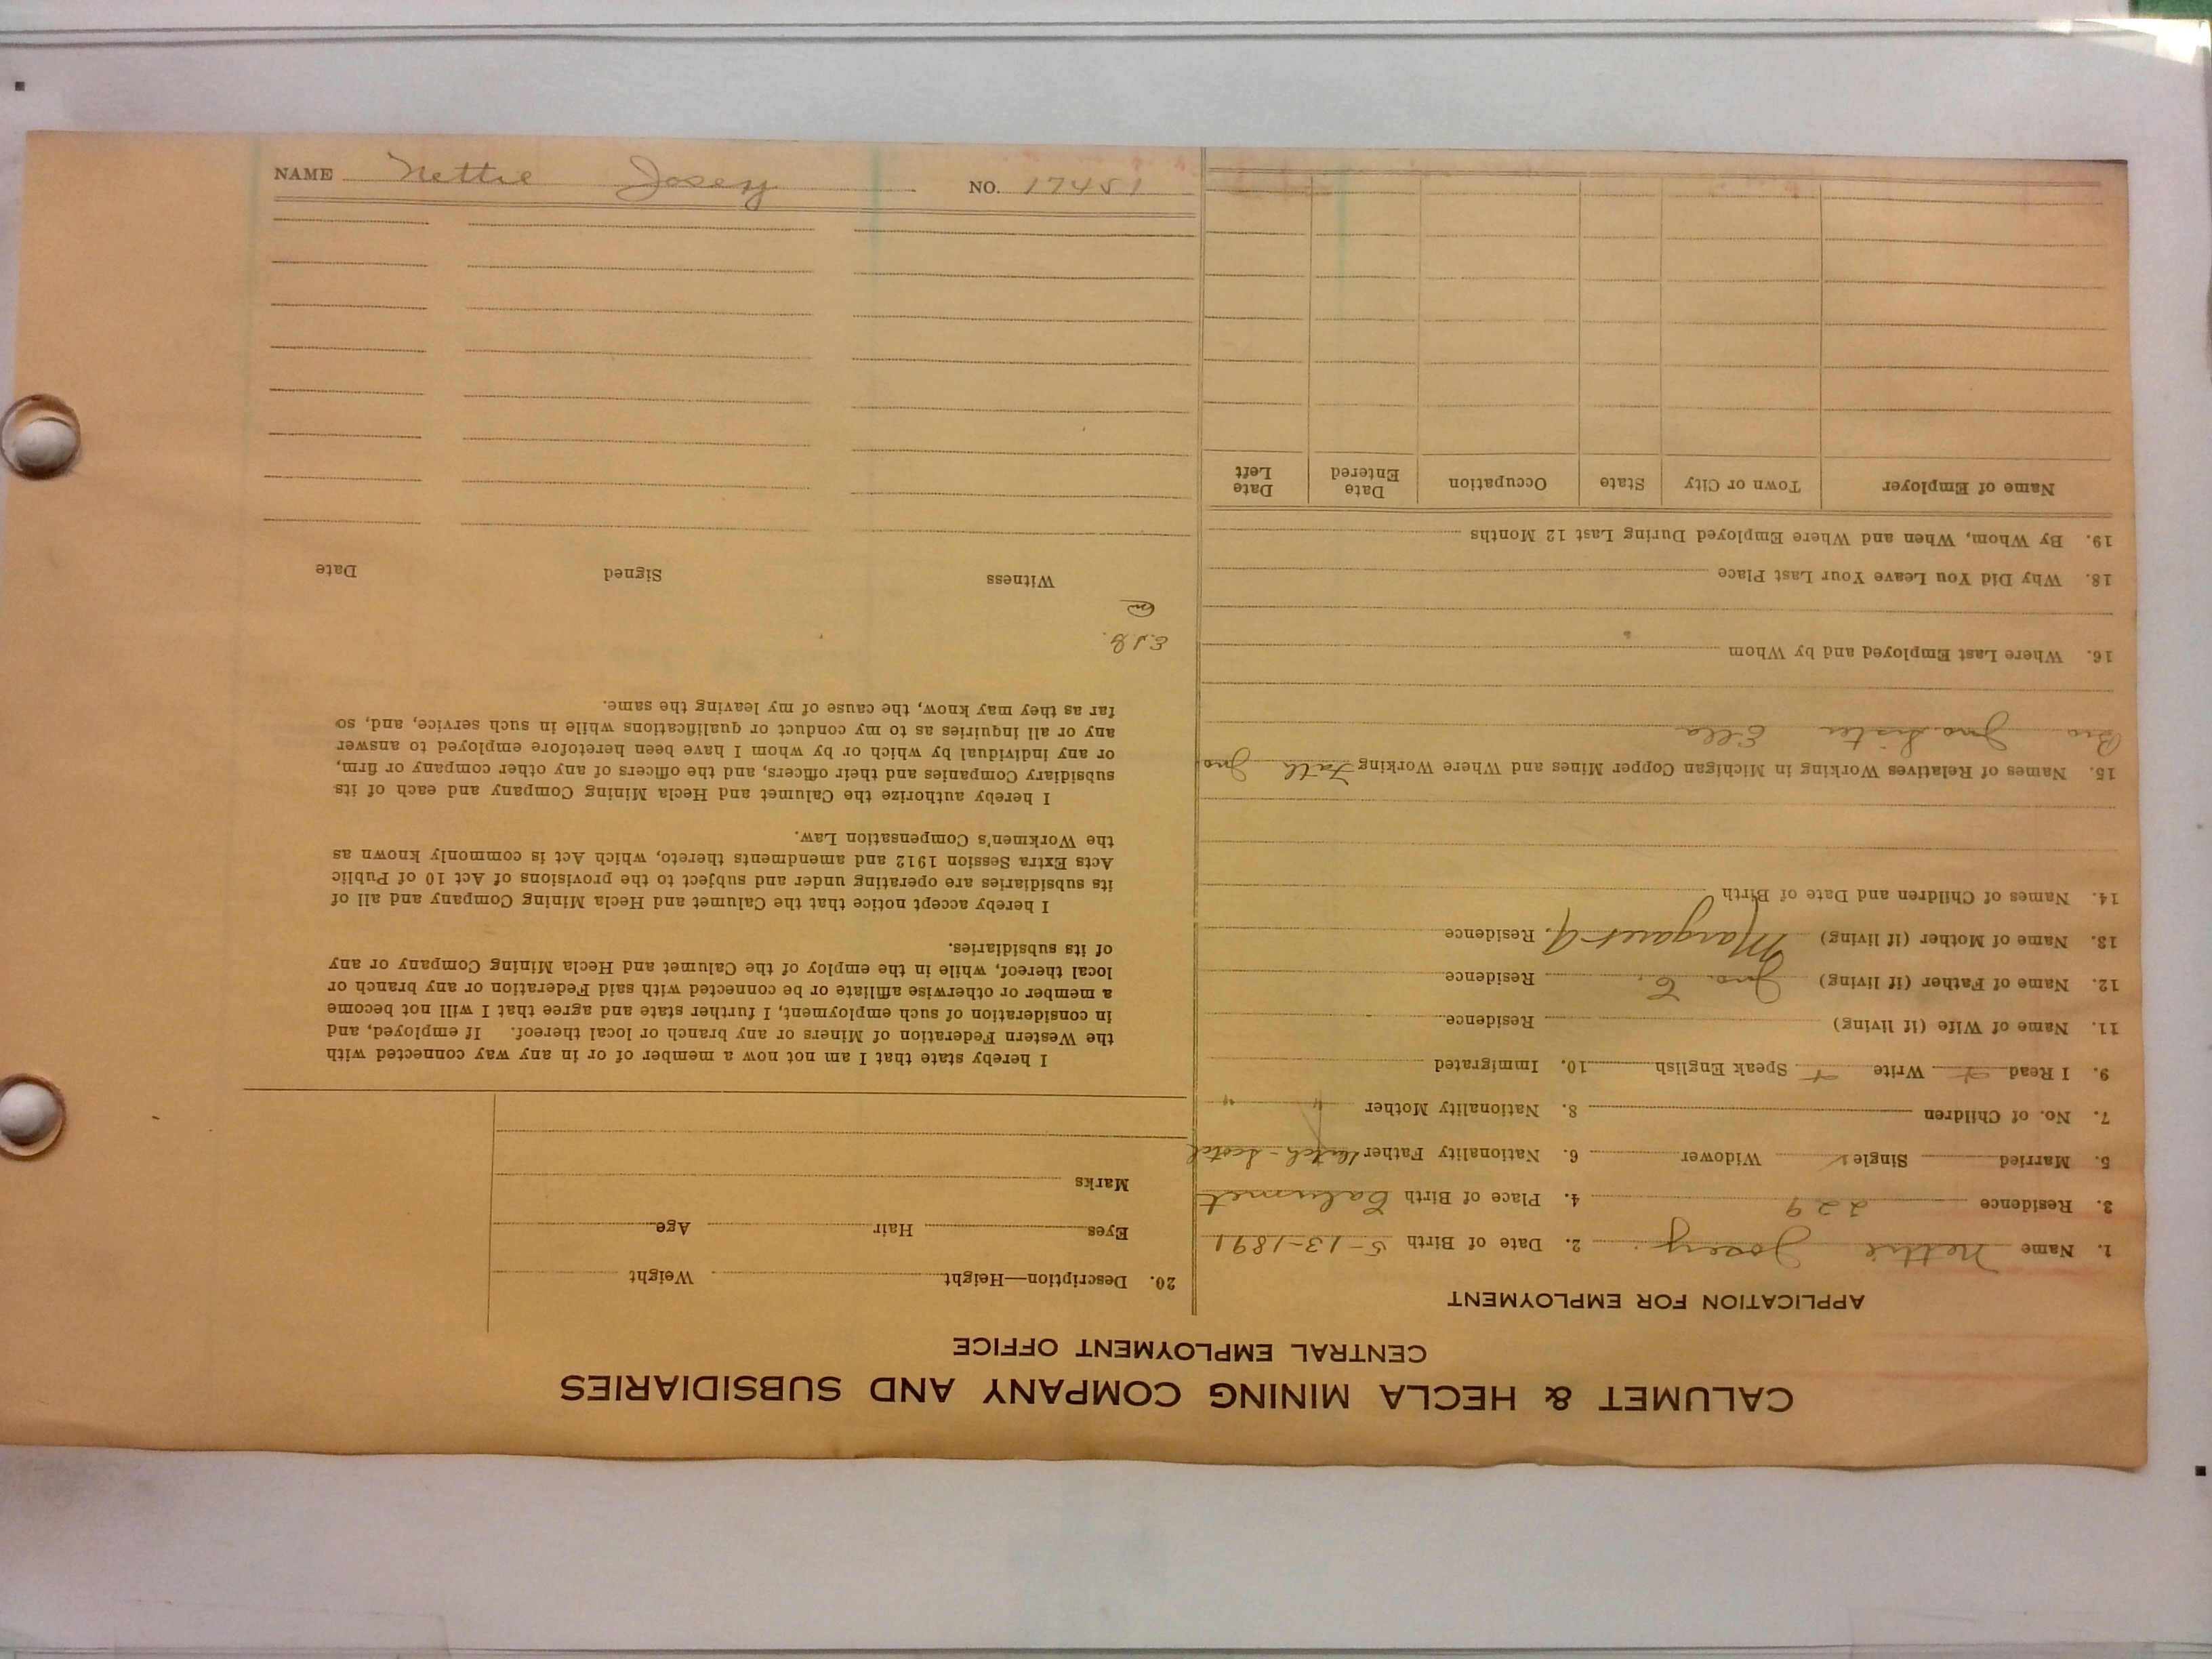 CALUMET & HECLA MINING COMPANY AND SUBSIDIARIES
CENTRAL EMPLOYMENT OFFICE
APPLICATION FOR EMPLOYMENT
1. Name Nettie Josey 2. Date of Birth 5-13-1891
3. Residence 229 4. Place of Birth Calumet
5. Married Single ✓ Widower 6. Nationality Father Dutch-Scotch
7. No. of Children 8. Nationality Mother " "
9. I Read Write Speak English 10. Immigrated
11. Name of Wife (if living) Residence
12. Name of Father (if living) Jno. C. Residence
13. Name of Mother (if living) Margaret A. Residence
14. Names of Children and Date of Birth
15. Names of Relatives Working in Michigan Copper Mines and Where Working Fath Jno
Bro. Jno. Sister Ella
16. Where Last Employed and by Whom
18. Why Did You Leave Your Last Place
19. By Whom, When and Where Employed During Last 12 Months
Name of Employer Town or City State Occupation Date Entered Date Left
20. Description—Height Weight
Eyes Hair Age
Marks
I hereby state that I am not now a member of or in any way connected with
the Western Federation of Miners or any branch or local thereof. If employed, and
in consideration of such employment, I further state and agree that I will not become
a member or otherwise affiliate or be connected with said Federation or any branch or
local thereof, while in the employ of the Calumet and Hecla Mining Company or any
of its subsidiaries.
I hereby accept notice that the Calumet and Hecla Mining Company and all of
its subsidiaries are operating under and subject to the provisions of Act 10 of Public
Acts Extra Session 1912 and amendments thereto, which Act is commonly known as
the Workmen's Compensation Law.
I hereby authorize the Calumet and Hecla Mining Company and each of its
subsidiary Companies and their officers, and the officers of any other company or firm,
or any individual by which or by whom I have been heretofore employed to answer
any or all inquiries as to my conduct or qualifications while in such service, and, so
far as they may know, the cause of my leaving the same.
Witness Signed Date
NAME Nettie Josey NO. 17451